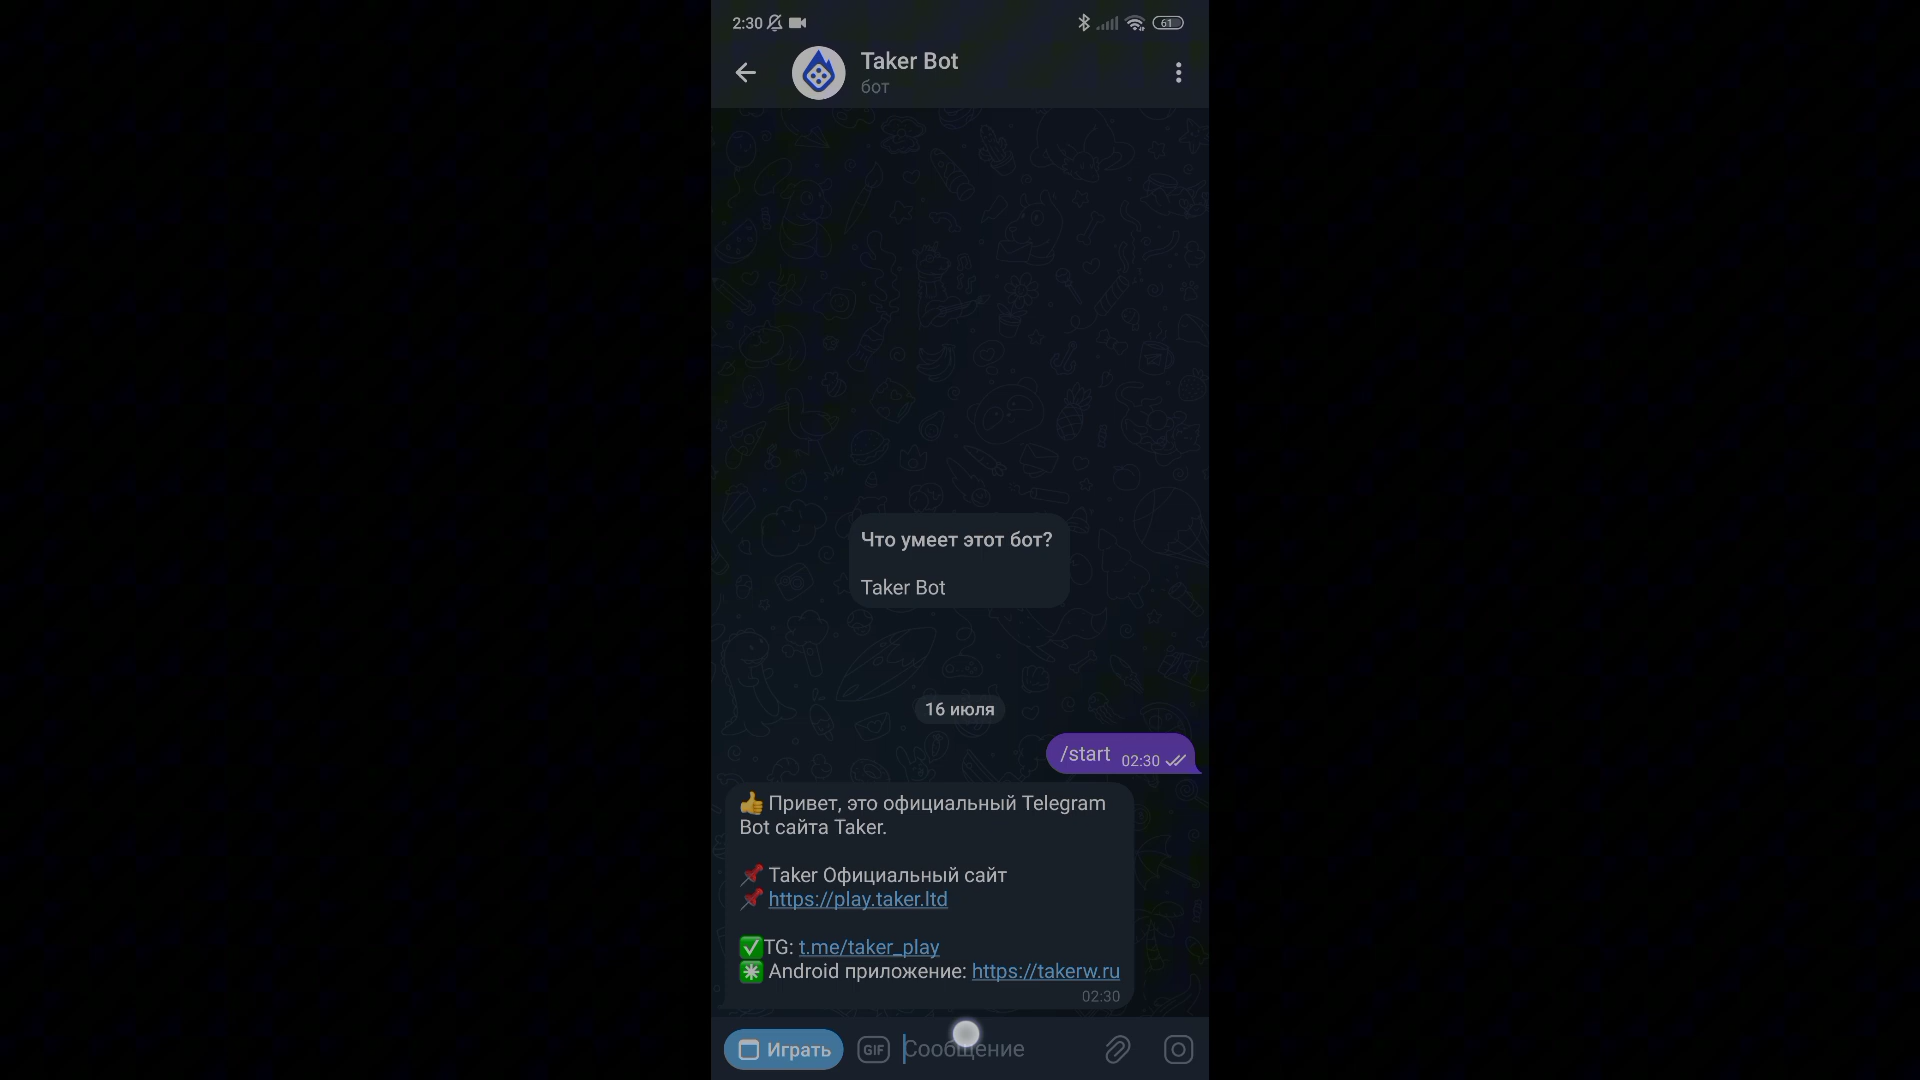 2:30
61
Taker Bot
бот
Что умеет этот бот?
Taker Bot
16 июля
/start 02:30
👍 Привет, это официальный Telegram
Bot сайта Taker.
📌 Taker Официальный сайт
📌 https://play.taker.ltd
✅TG: t.me/taker_play
✳️ Android приложение: https://takerw.ru
02:30
Играть
GIF
Сообщение